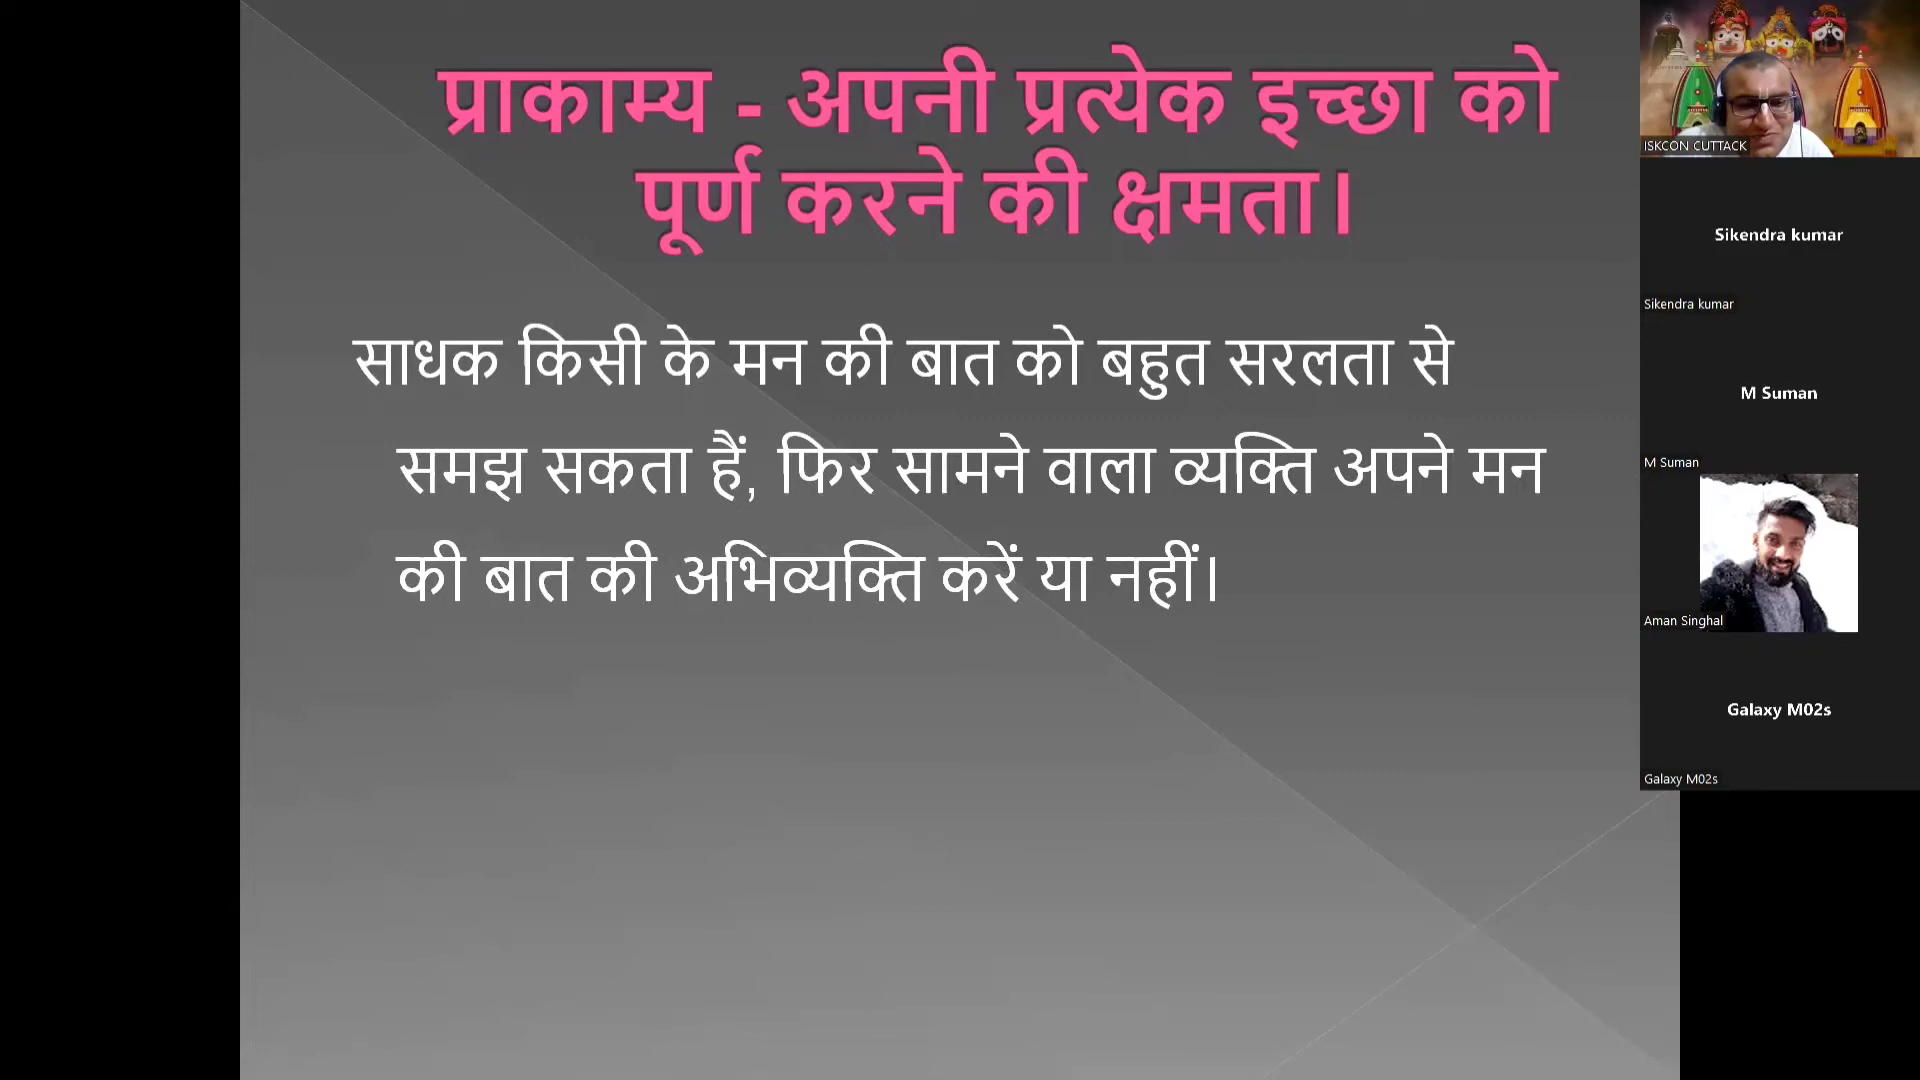 प्राकाम्य - अपनी प्रत्येक इच्छा को
पूर्ण करने की क्षमता।
साधक किसी के मन की बात को बहुत सरलता से
समझ सकता हैं, फिर सामने वाला व्यक्ति अपने मन
की बात की अभिव्यक्ति करें या नहीं।
ISKCON CUTTACK
Sikendra kumar
Sikendra kumar
M Suman
M Suman
Aman Singhal
Galaxy M02s
Galaxy M02s